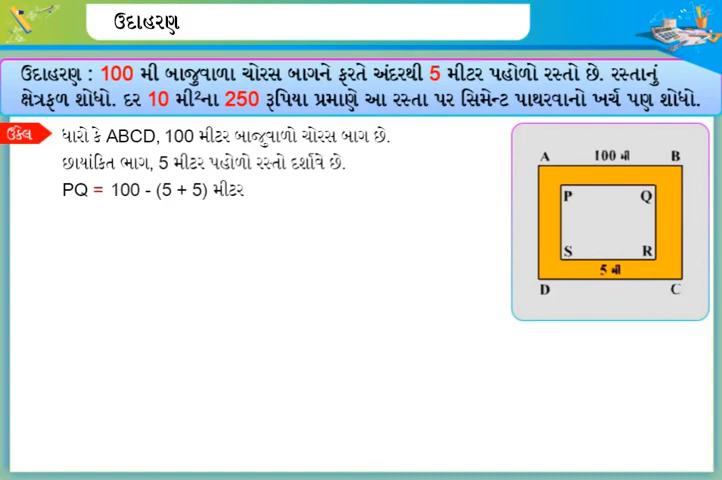 ઉદાહરણ
ઉદાહરણ : 100 મી બાજુવાળા ચોરસ બાગને ફરતે અંદરથી 5 મીટર પહોળો રસ્તો છે. રસ્તાનું
ક્ષેત્રફળ શોધો. દર 10 મી²ના 250 રૂપિયા પ્રમાણે આ રસ્તા પર સિમેન્ટ પાથરવાનો ખર્ચ પણ શોધો.
ઉકેલ
ધારો કે ABCD, 100 મીટર બાજુવાળો ચોરસ બાગ છે.
છાયાંકિત ભાગ, 5 મીટર પહોળો રસ્તો દર્શાવે છે.
PQ = 100 - (5 + 5) મીટર
A 100 મી B
P Q
S R
5 મી
D C